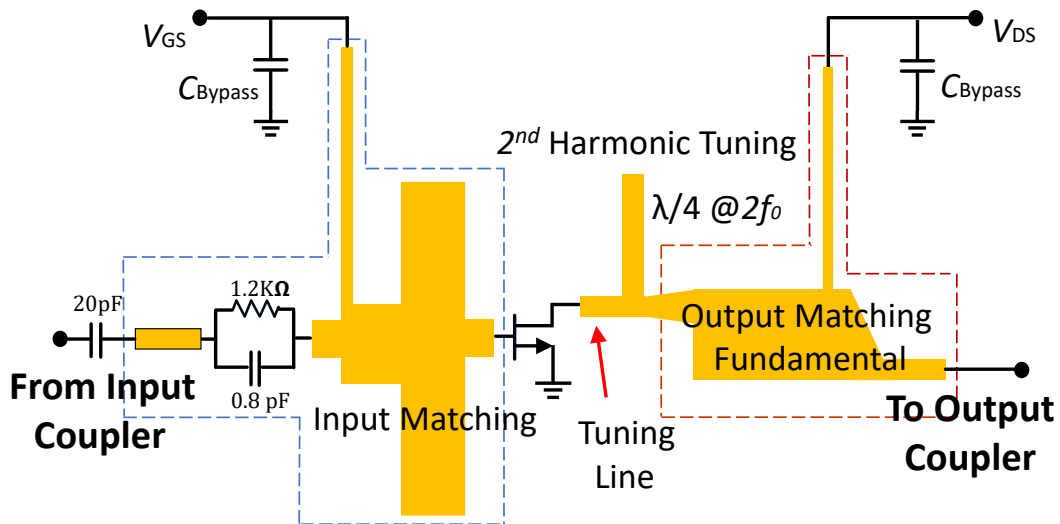 VGS
CBypass
VDS
CBypass
2nd Harmonic Tuning
λ/4 @2f0
20pF
1.2KΩ
0.8 pF
From Input
Coupler
Input Matching
Tuning
Line
Output Matching
Fundamental
To Output
Coupler